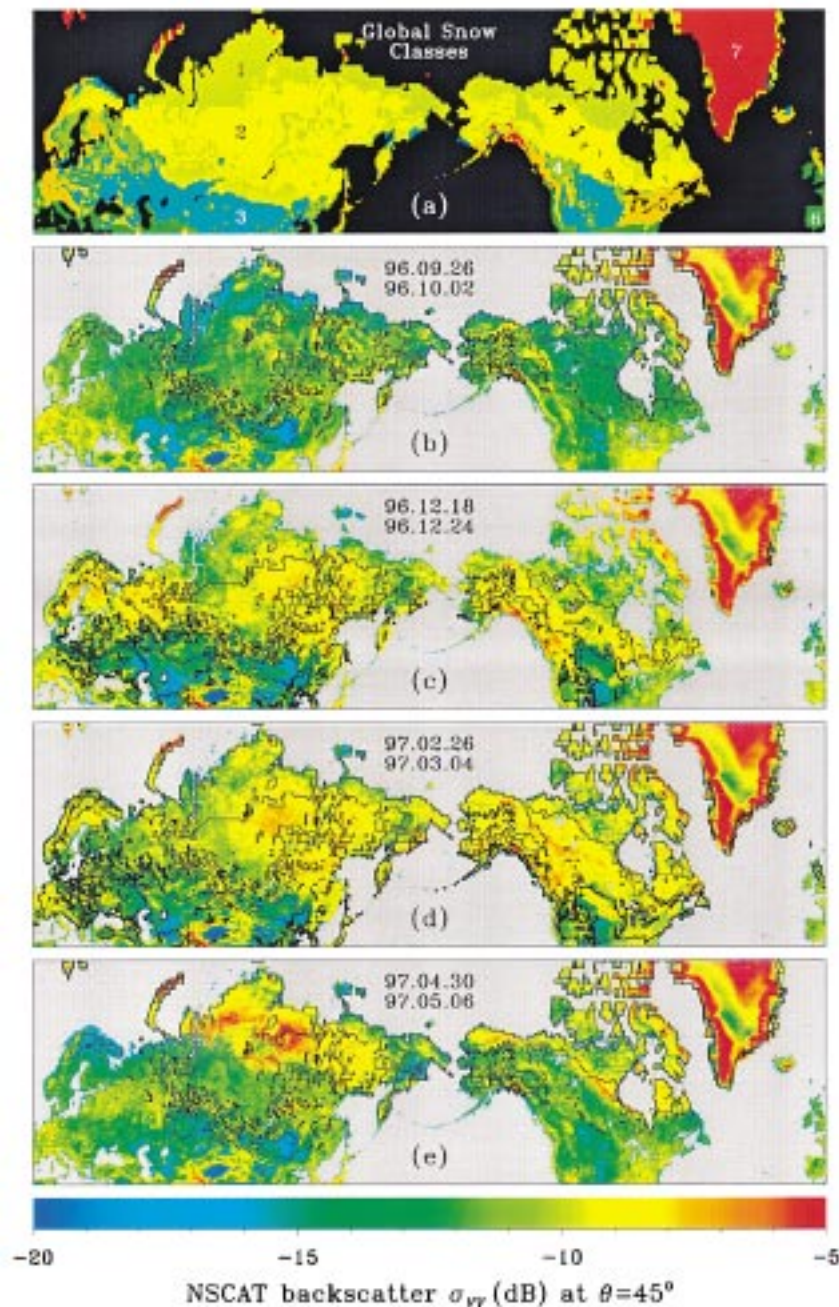 Global Snow
Classes
1
2
3
4
7
(a)
96.09.26
96.10.02
(b)
96.12.18
96.12.24
(c)
97.02.26
97.03.04
(d)
97.04.30
97.05.06
(e)
-20 -15 -10 -5
NSCAT backscatter σvv (dB) at θ=45°